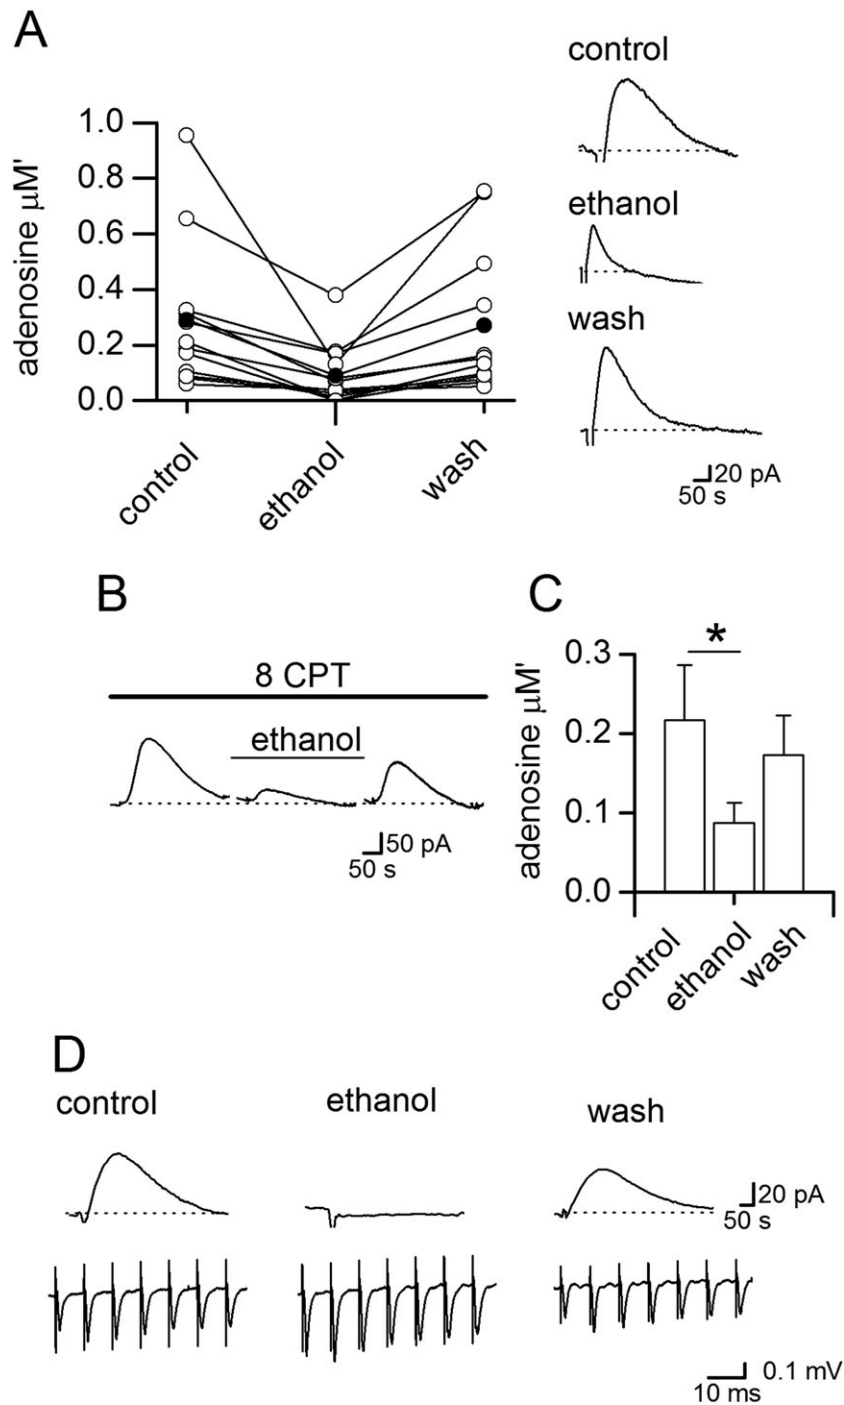 A
adenosine μM'
1.0
0.8
0.6
0.4
0.2
0.0
control
ethanol
wash
control
ethanol
wash
20 pA
50 s
B
8 CPT
ethanol
50 pA
50 s
C
*
adenosine μM'
0.3
0.2
0.1
0.0
control
ethanol
wash
D
control
ethanol
wash
20 pA
50 s
0.1 mV
10 ms